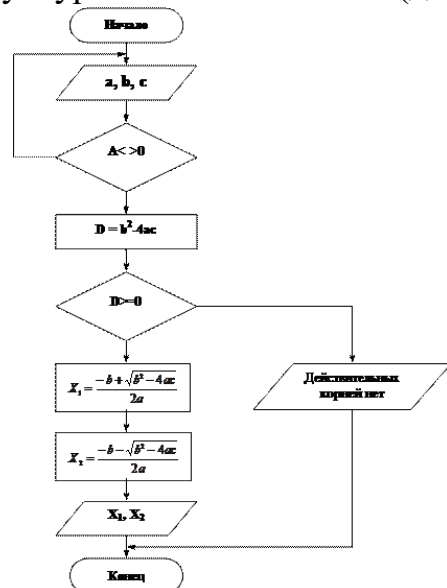 Начало
a, b, c
A< >0
D = b²-4ac
D>=0
X₁ = (-b + √(b² - 4ac)) / 2a
Действительных
корней нет
X₂ = (-b - √(b² - 4ac)) / 2a
X₁, X₂
Конец